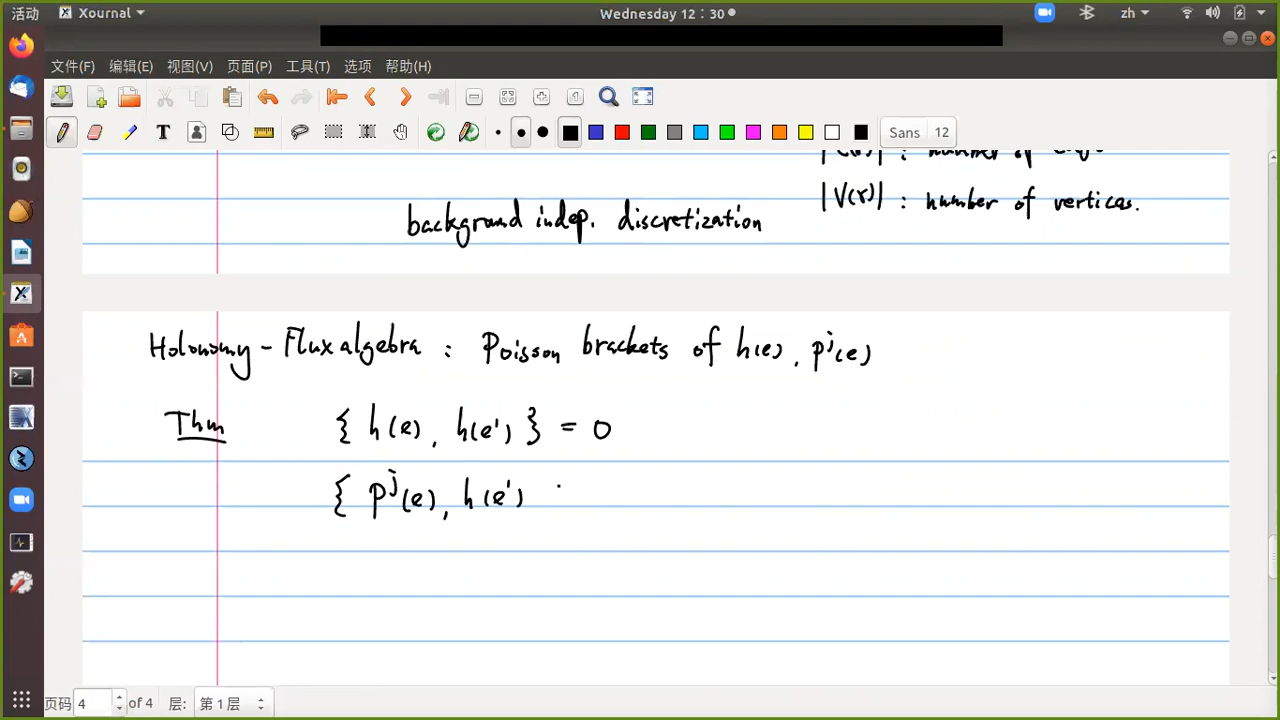 活动 Xournal Wednesday 12:30 zh
文件(F) 编辑(E) 视图(V) 页面(P) 工具(T) 选项 帮助(H)
Sans 12
|V(γ)| : number of vertices.
background indep. discretization
Holonomy - Flux algebra : Poisson brackets of h(e), p^j(e)
Thm { h(e), h(e') } = 0
{ p^j(e), h(e')
页码 4 of 4 层: 第 1 层